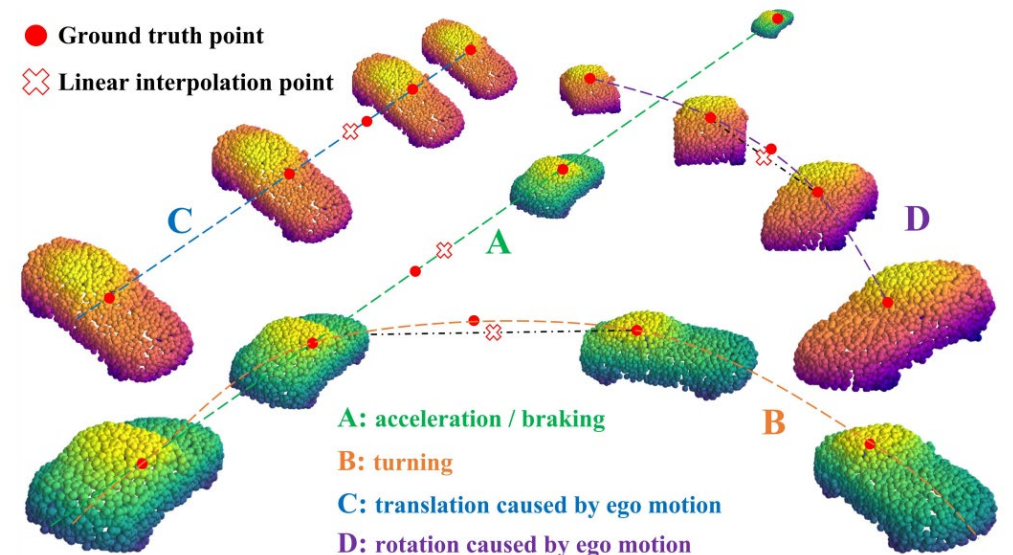 Ground truth point
Linear interpolation point
C
A
D
B
A: acceleration / braking
B: turning
C: translation caused by ego motion
D: rotation caused by ego motion